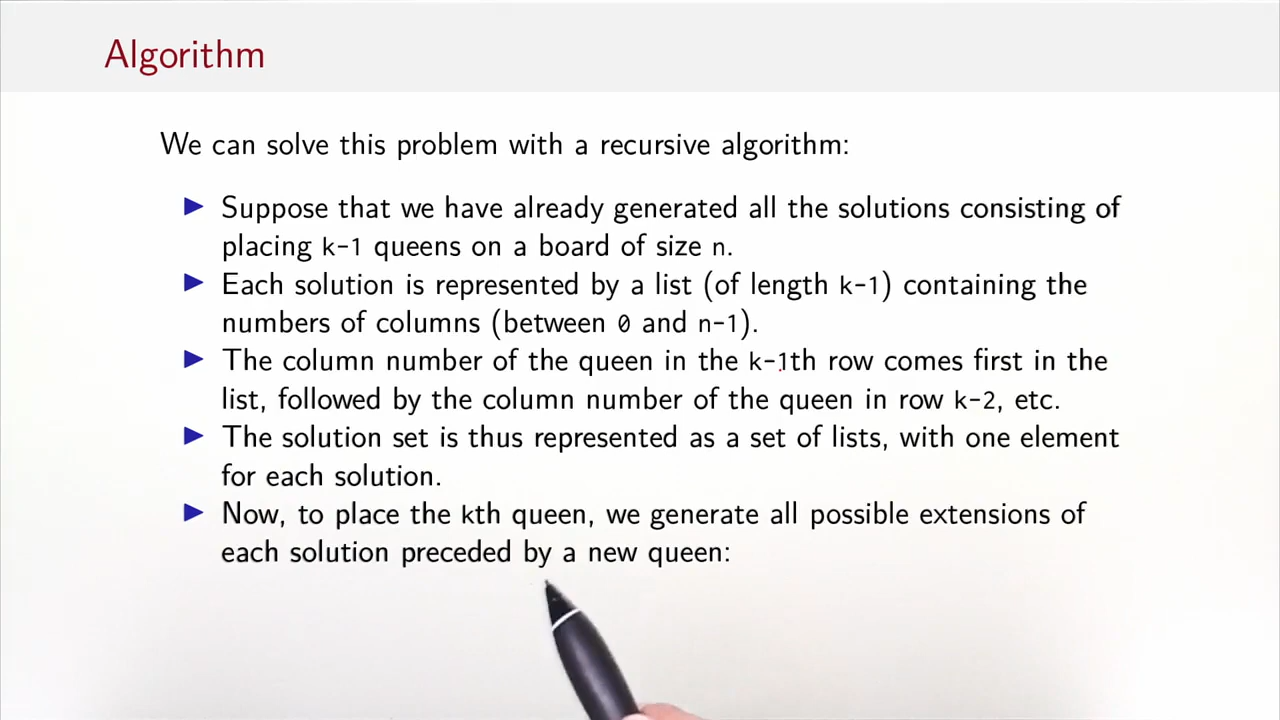 Algorithm
We can solve this problem with a recursive algorithm:
▶ Suppose that we have already generated all the solutions consisting of
placing k-1 queens on a board of size n.
▶ Each solution is represented by a list (of length k-1) containing the
numbers of columns (between 0 and n-1).
▶ The column number of the queen in the k-1th row comes first in the
list, followed by the column number of the queen in row k-2, etc.
▶ The solution set is thus represented as a set of lists, with one element
for each solution.
▶ Now, to place the kth queen, we generate all possible extensions of
each solution preceded by a new queen: